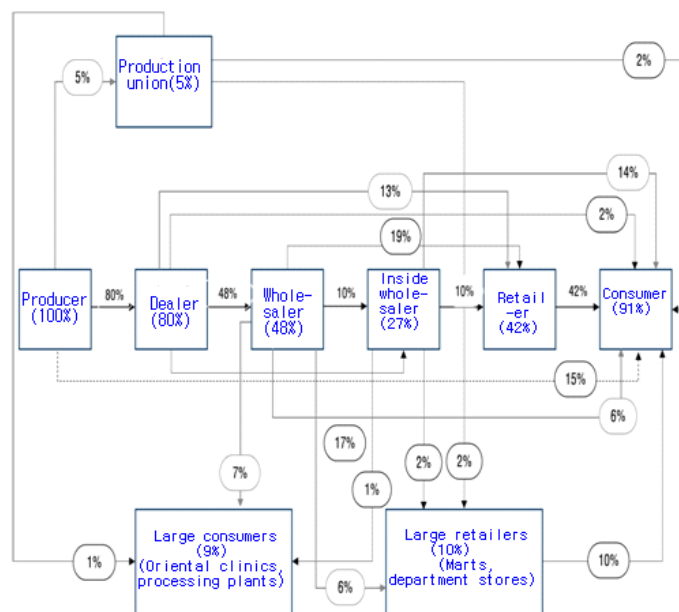 Production
union(5%)
2%
5%
14%
13%
2%
19%
Producer
(100%)
80%
Dealer
(80%)
48%
Whole-
saler
(48%)
10%
Inside
whole-
saler
(27%)
10%
Retail
-er
(42%)
42%
Consumer
(91%)
15%
6%
17%
7%
2%
2%
1%
Large consumers
(9%)
(Oriental clinics,
processing plants)
Large retailers
(10%)
(Marts,
department stores)
1%
6%
10%